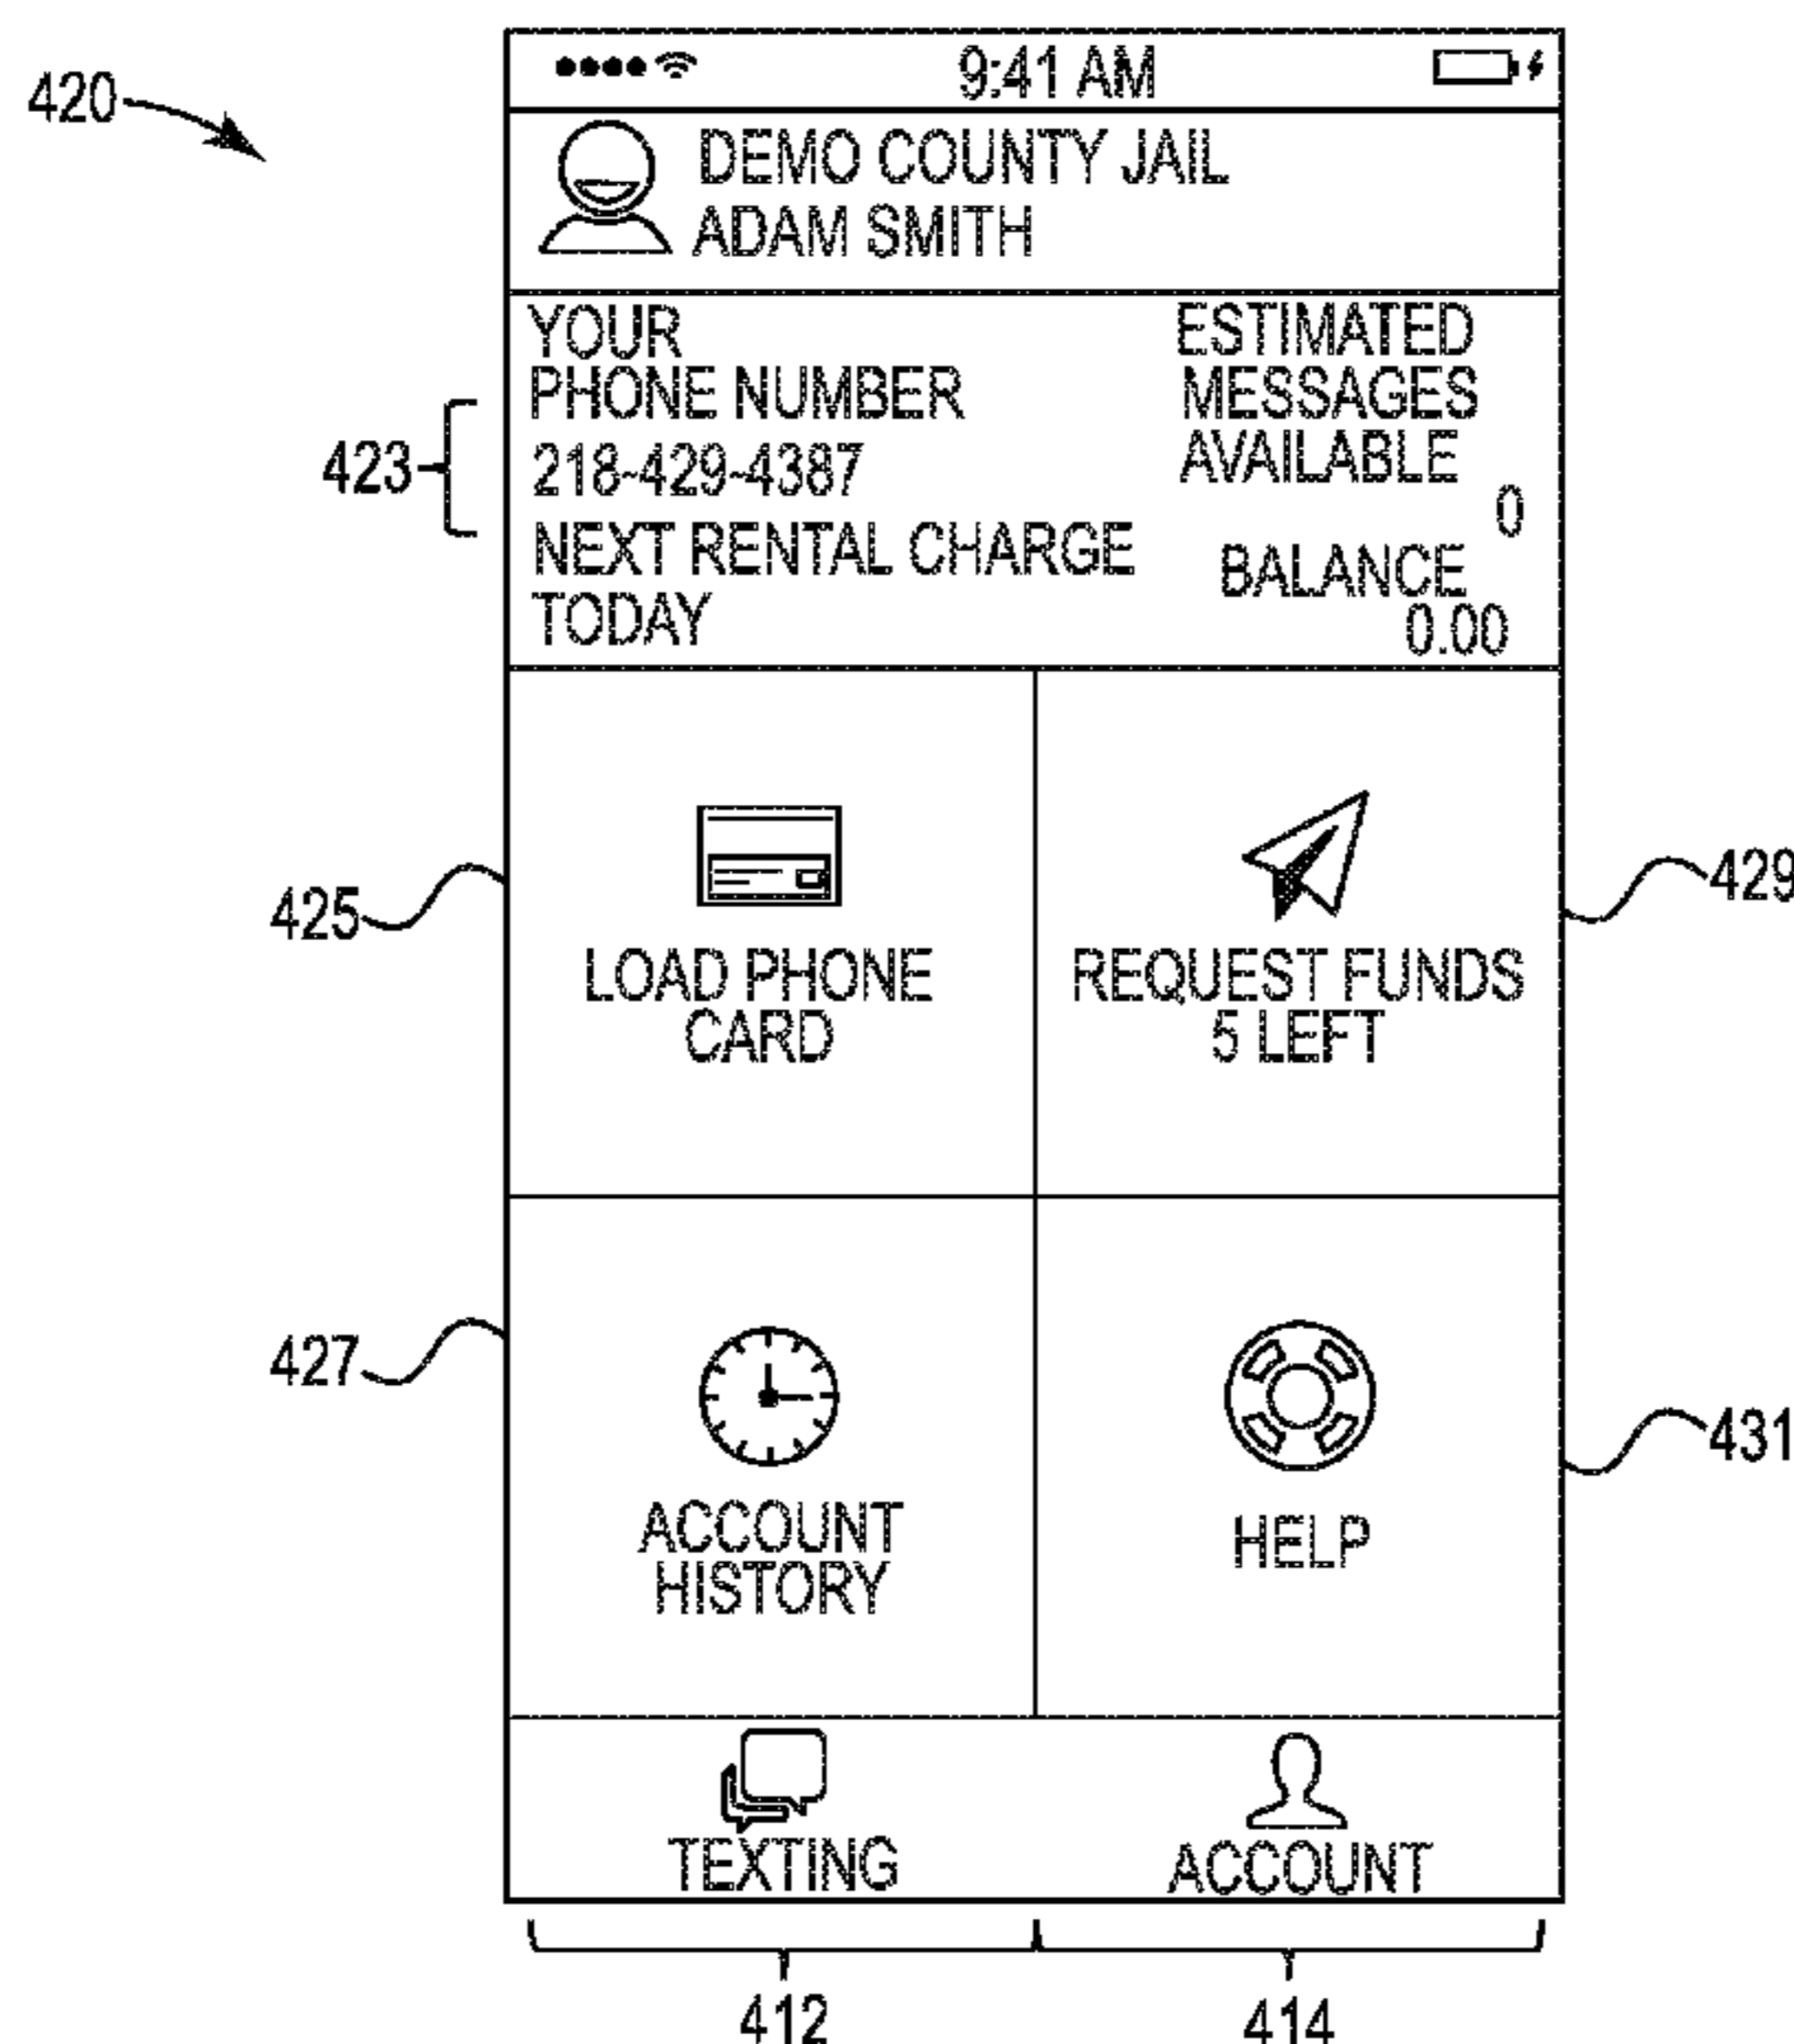 420
9:41 AM
DEMO COUNTY JAIL
ADAM SMITH
YOUR
PHONE NUMBER
218-429-4387
NEXT RENTAL CHARGE
TODAY
ESTIMATED
MESSAGES
AVAILABLE
0
BALANCE
0.00
423
LOAD PHONE
CARD
425
REQUEST FUNDS
5 LEFT
429
ACCOUNT
HISTORY
427
HELP
431
TEXTING
ACCOUNT
412
414